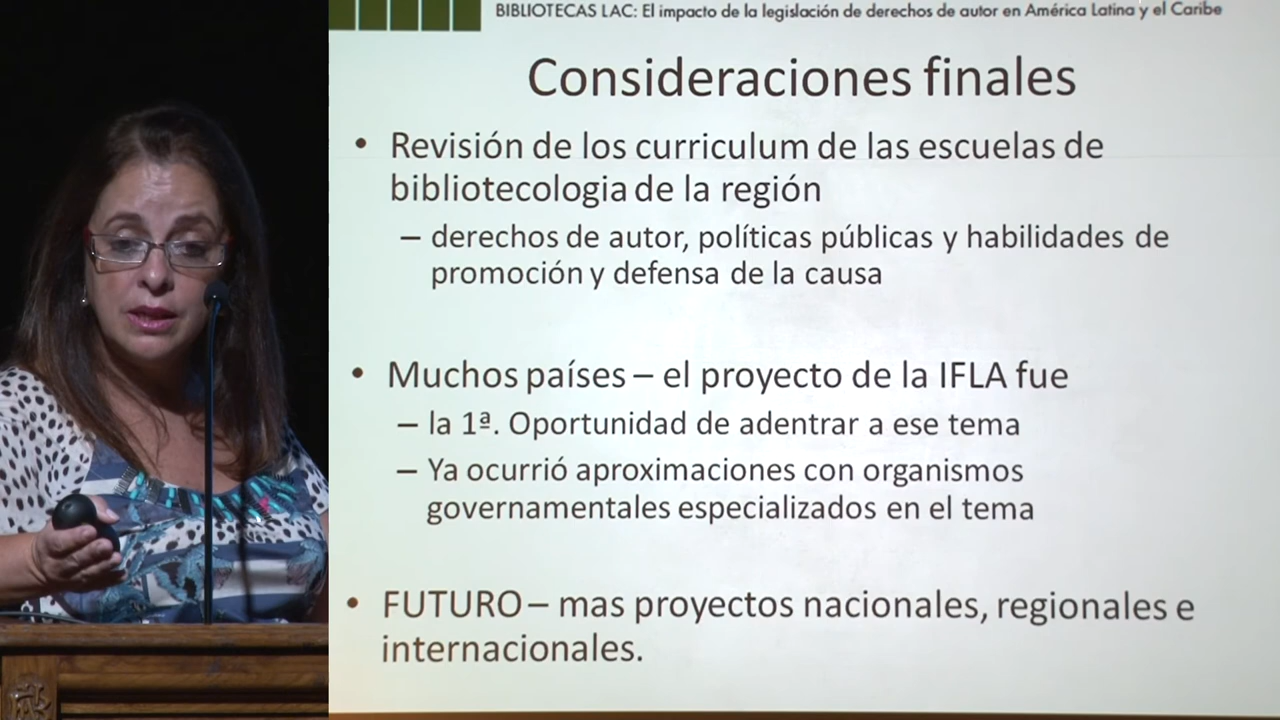 BIBLIOTECAS LAC: El impacto de la legislación de derechos de autor en América Latina y el Caribe
Consideraciones finales
• Revisión de los curriculum de las escuelas de
bibliotecologia de la región
– derechos de autor, políticas públicas y habilidades de
promoción y defensa de la causa
• Muchos países – el proyecto de la IFLA fue
– la 1ª. Oportunidad de adentrar a ese tema
– Ya ocurrió aproximaciones con organismos
governamentales especializados en el tema
• FUTURO – mas proyectos nacionales, regionales e
internacionales.